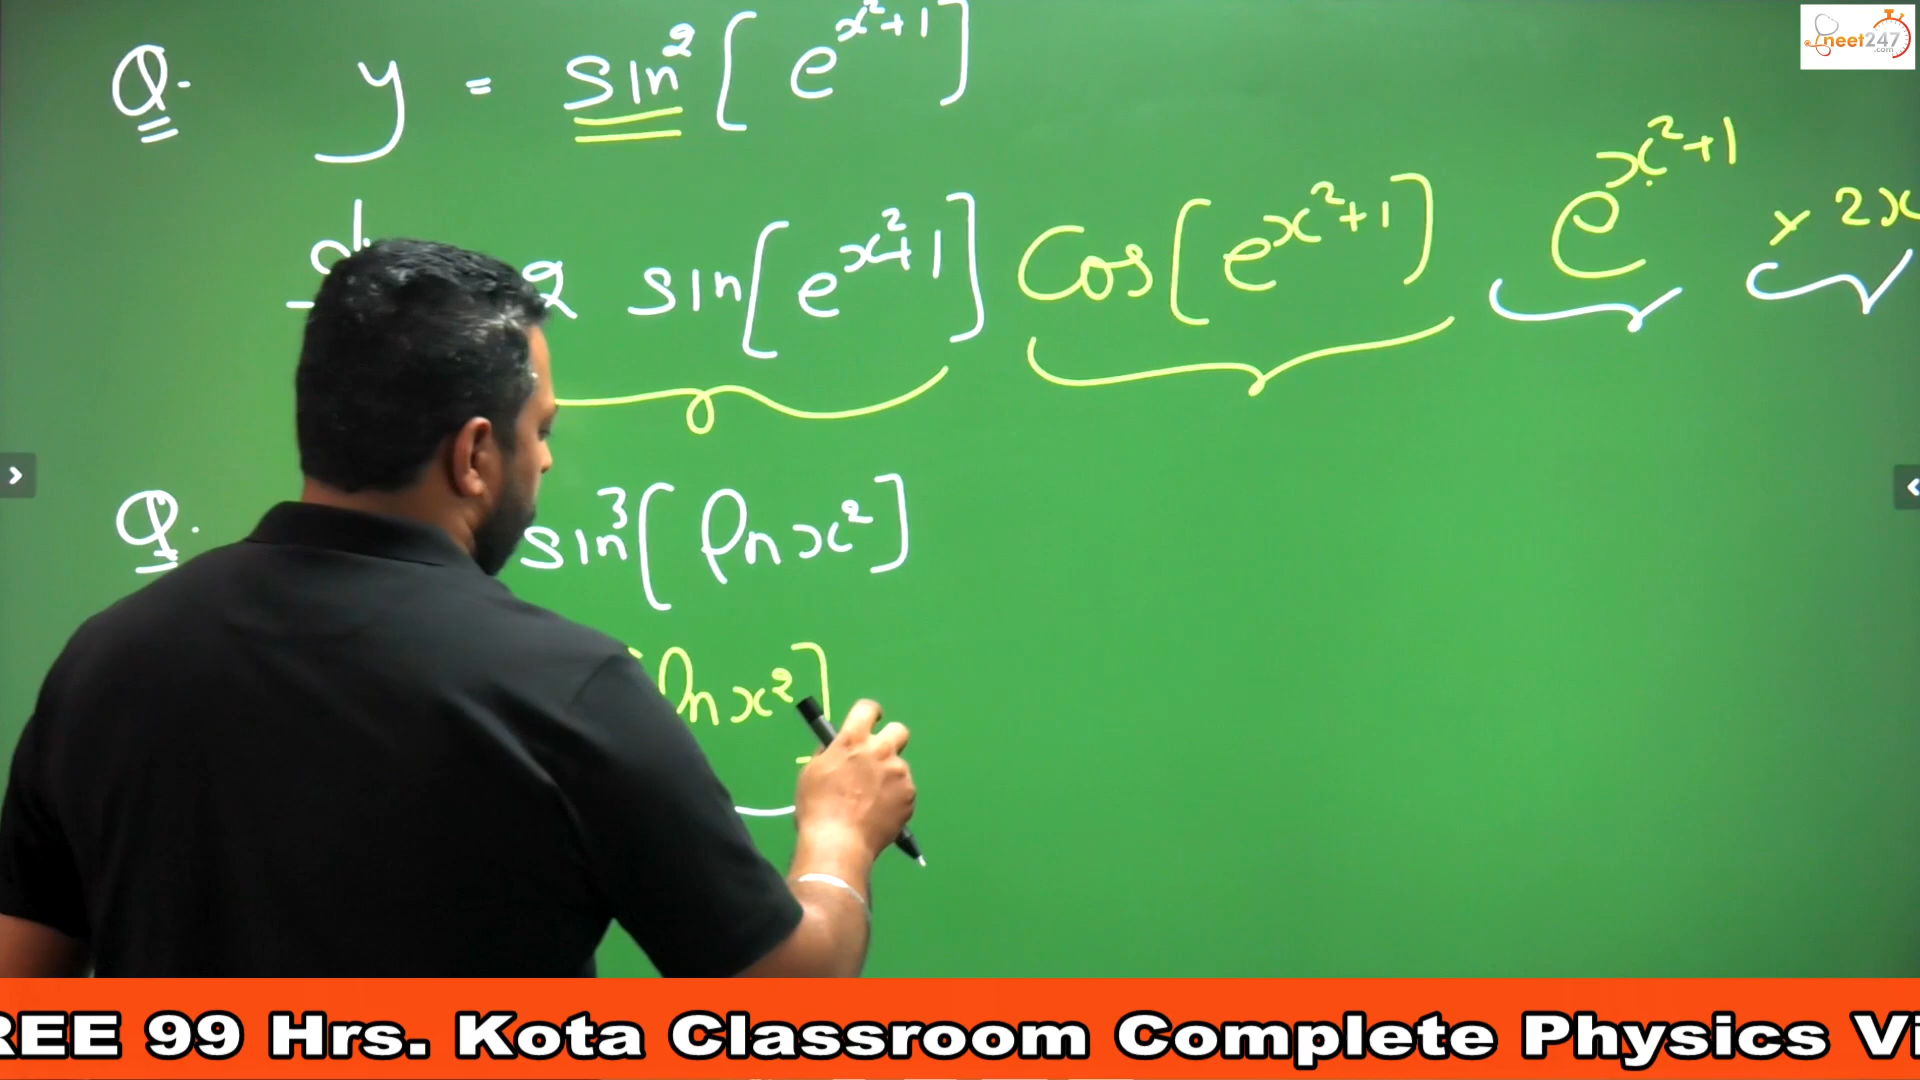 neet247
.com
Q. y = sin² [ e^{x²+1} ]
2 sin [ e^{x²+1} ] cos [ e^{x²+1} ] e^{x²+1} × 2x
Q. sin³ [ ln x² ]
ln x² ]
REE 99 Hrs. Kota Classroom Complete Physics Vi